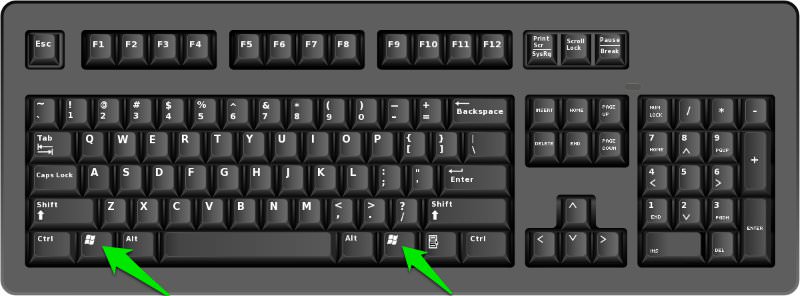 Esc F1 F2 F3 F4 F5 F6 F7 F8 F9 F10 F11 F12 Print Scr SysRq Scroll Lock Pause Break
~ ` ! 1 @ 2 # 3 $ 4 % 5 ^ 6 & 7 * 8 ( 9 ) 0 – - + = Backspace INSERT HOME PAGE UP NUM LOCK / * -
Tab Q W E R T Y U I O P { [ } ] | \ DELETE END PAGE DOWN 7 HOME 8 9 PGUP +
Caps Lock A S D F G H J K L : ; " ' Enter 4 5 6
Shift Z X C V B N M < , > . ? / Shift 1 END 2 3 PGDN ENTER
Ctrl Alt Alt Ctrl INS DEL